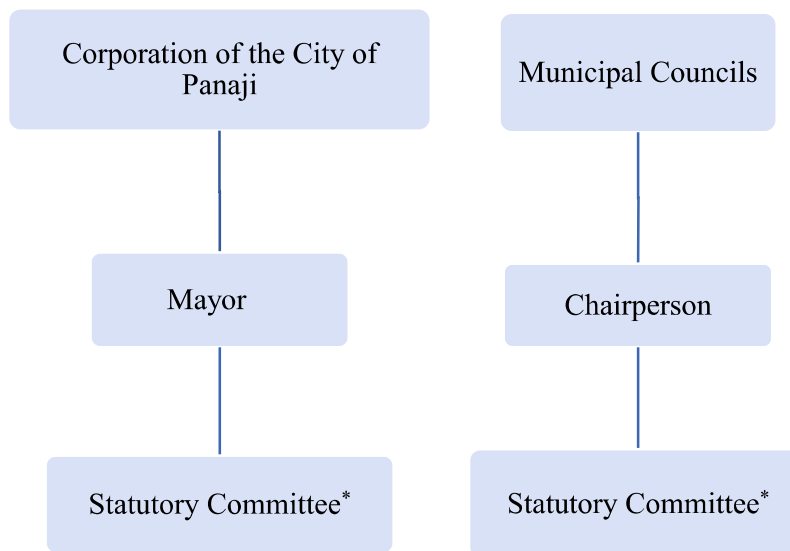 Corporation of the City of
Panaji
Municipal Councils
Mayor
Chairperson
Statutory Committee*
Statutory Committee*